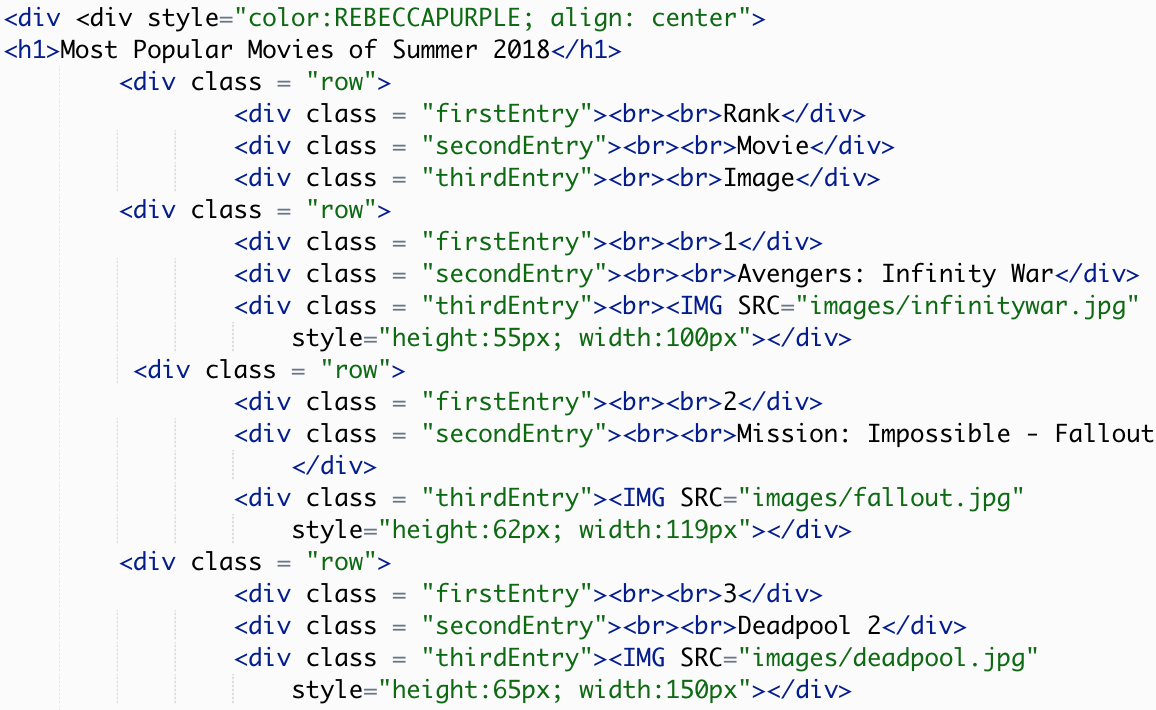 <div <div style="color:REBECCAPURPLE; align: center">
<h1>Most Popular Movies of Summer 2018</h1>
<div class = "row">
<div class = "firstEntry"><br><br>Rank</div>
<div class = "secondEntry"><br><br>Movie</div>
<div class = "thirdEntry"><br><br>Image</div>
<div class = "row">
<div class = "firstEntry"><br><br>1</div>
<div class = "secondEntry"><br><br>Avengers: Infinity War</div>
<div class = "thirdEntry"><br><IMG SRC="images/infinitywar.jpg"
style="height:55px; width:100px"></div>
<div class = "row">
<div class = "firstEntry"><br><br>2</div>
<div class = "secondEntry"><br><br>Mission: Impossible - Fallout
</div>
<div class = "thirdEntry"><IMG SRC="images/fallout.jpg"
style="height:62px; width:119px"></div>
<div class = "row">
<div class = "firstEntry"><br><br>3</div>
<div class = "secondEntry"><br><br>Deadpool 2</div>
<div class = "thirdEntry"><IMG SRC="images/deadpool.jpg"
style="height:65px; width:150px"></div>